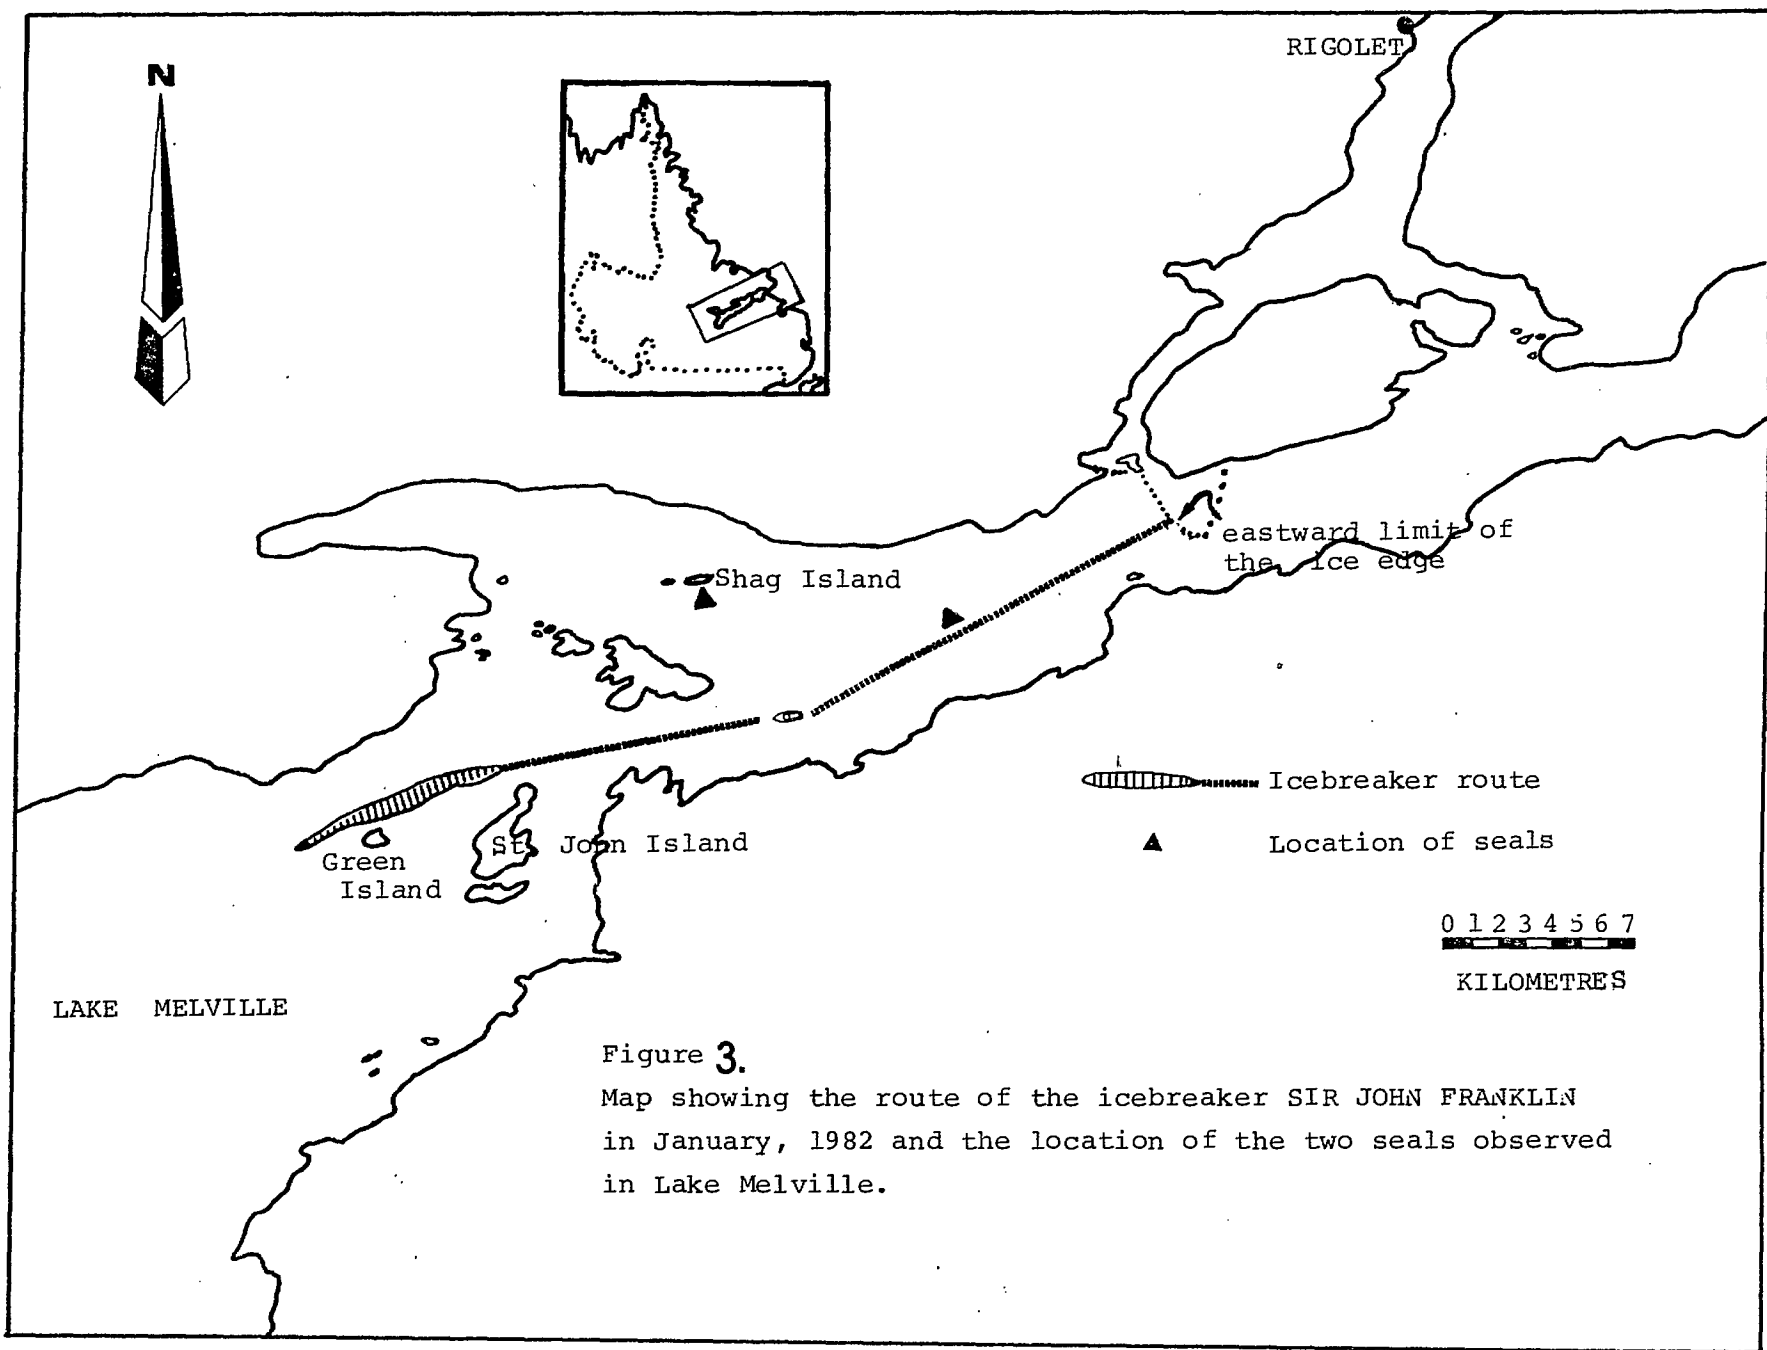 RIGOLET
N
eastward limit of
the ice edge
Shag Island
Icebreaker route
St. John Island
Location of seals
Green
Island
0 1 2 3 4 5 6 7
KILOMETRES
LAKE MELVILLE
Figure 3.
Map showing the route of the icebreaker SIR JOHN FRANKLIN
in January, 1982 and the location of the two seals observed
in Lake Melville.